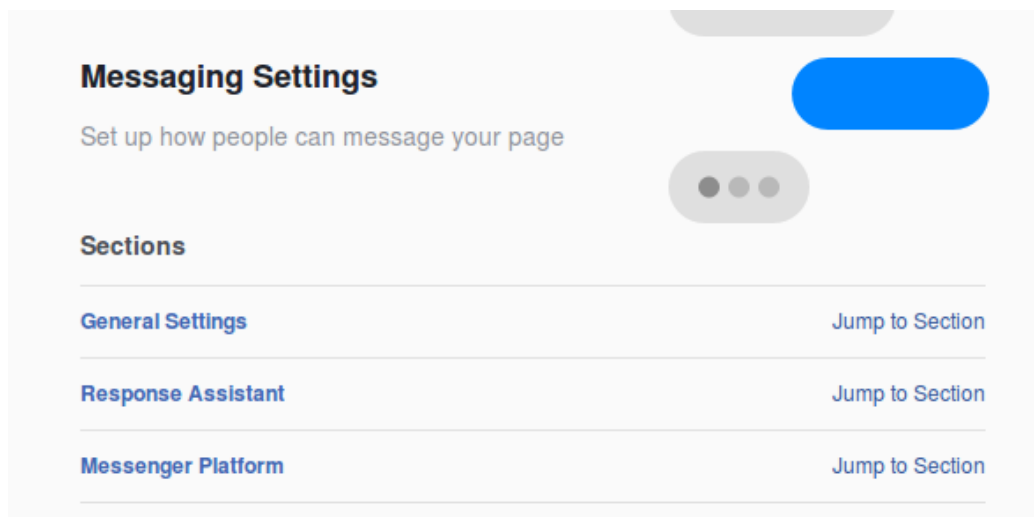 Messaging Settings
Set up how people can message your page
Sections
General Settings Jump to Section
Response Assistant Jump to Section
Messenger Platform Jump to Section